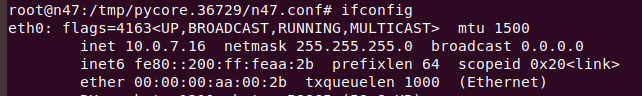 root@n47:/tmp/pycore.36729/n47.conf# ifconfig
eth0: flags=4163<UP,BROADCAST,RUNNING,MULTICAST>  mtu 1500
        inet 10.0.7.16  netmask 255.255.255.0  broadcast 0.0.0.0
        inet6 fe80::200:ff:feaa:2b  prefixlen 64  scopeid 0x20<link>
        ether 00:00:00:aa:00:2b  txqueuelen 1000  (Ethernet)